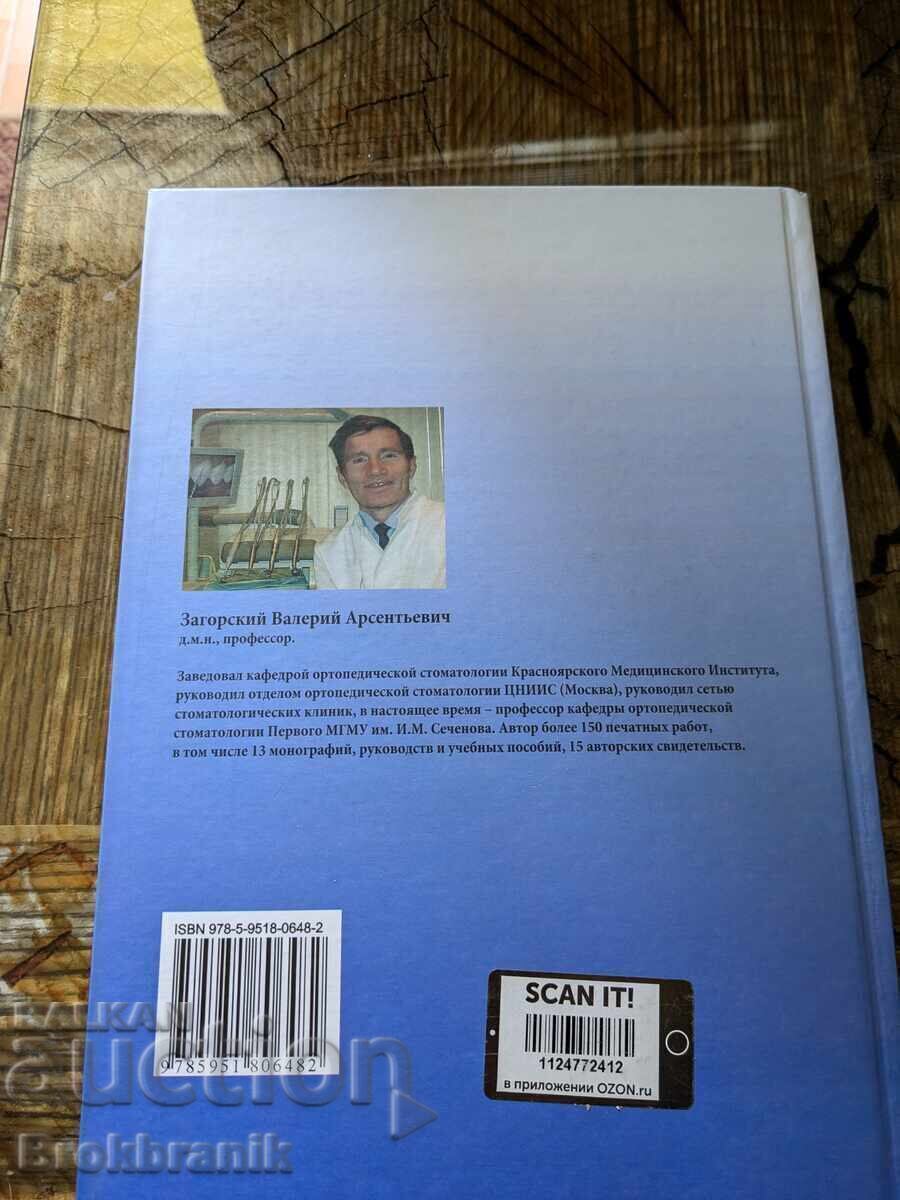 Загорский Валерий Арсентьевич
д.м.н., профессор.
Заведовал кафедрой ортопедической стоматологии Красноярского Медицинского Института,
руководил отделом ортопедической стоматологии ЦНИИС (Москва), руководил сетью
стоматологических клиник, в настоящее время – профессор кафедры ортопедической
стоматологии Первого МГМУ им. И.М. Сеченова. Автор более 150 печатных работ,
в том числе 13 монографий, руководств и учебных пособий, 15 авторских свидетельств.
ISBN 978-5-9518-0648-2
9 785951 806482
SCAN IT!
1124772412
в приложении OZON.ru
BALKAN
auction
Brokbranik